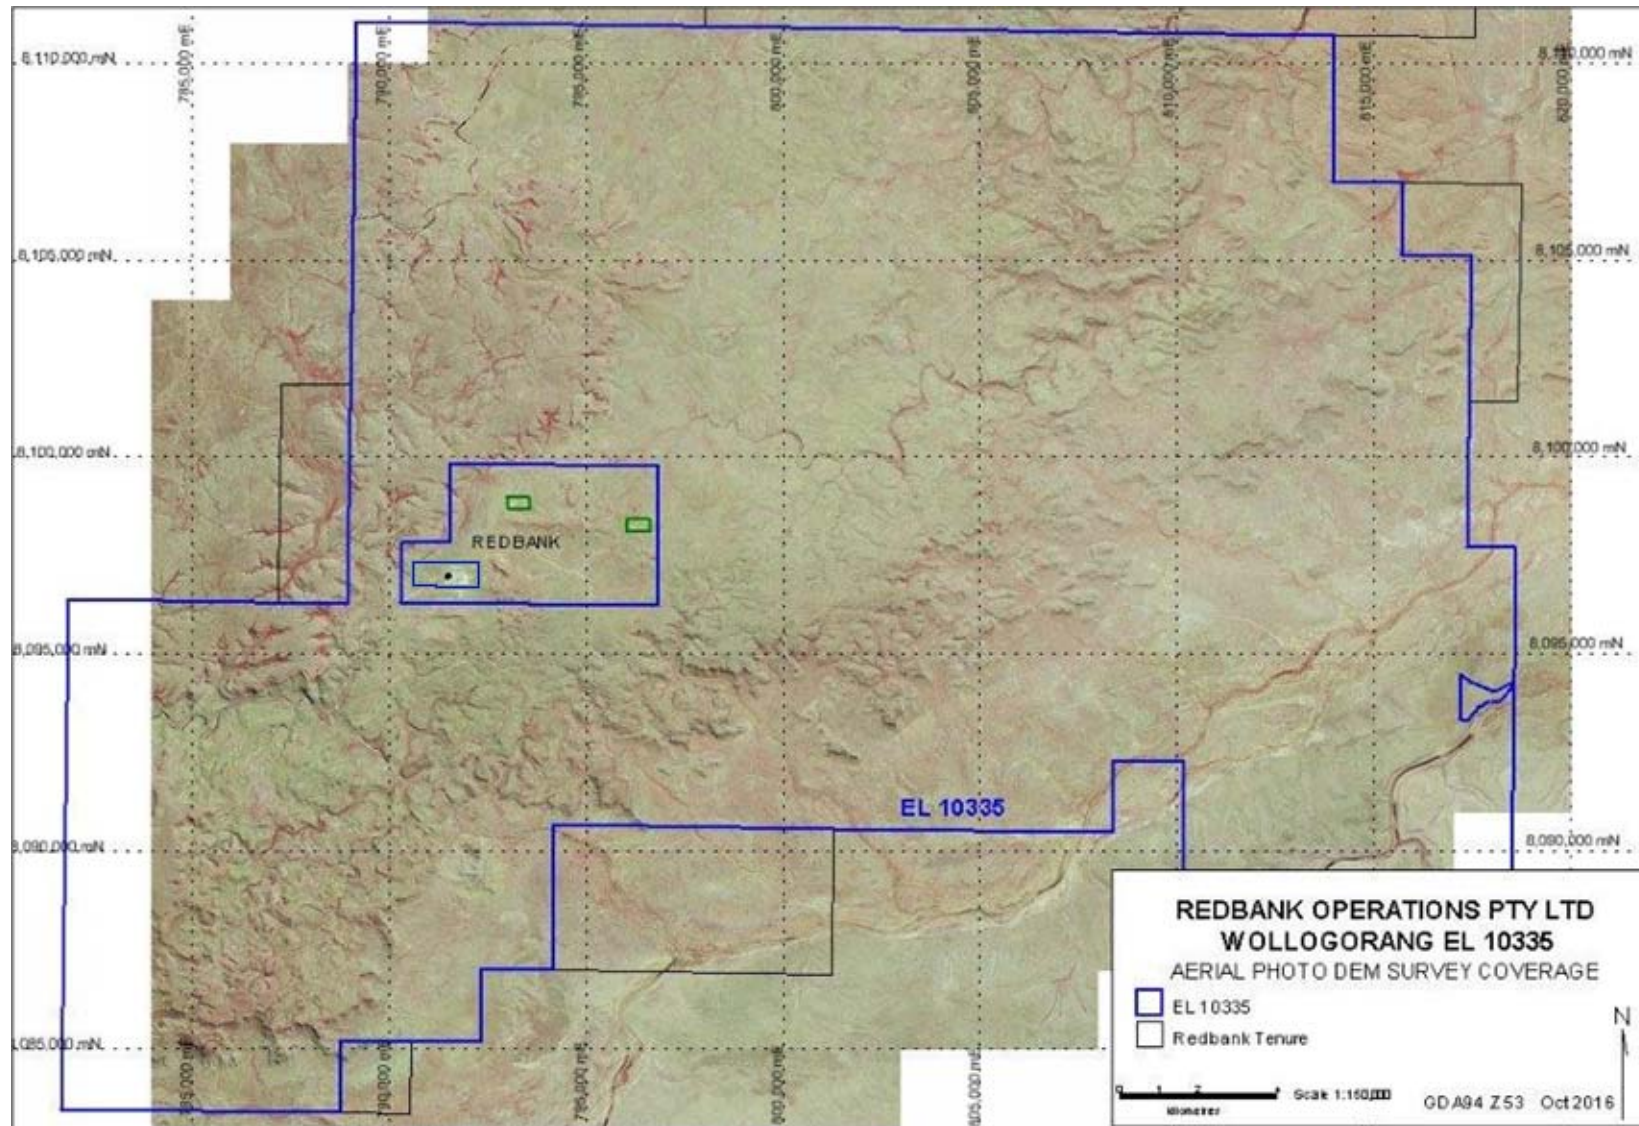 785,000 mE
790,000 mE
795,000 mE
800,000 mE
805,000 mE
810,000 mE
815,000 mE
820,000 mE
8,110,000 mN
8,110,000 mN
8,105,000 mN
8,105,000 mN
8,100,000 mN
8,100,000 mN
REDBANK
8,095,000 mN
8,095,000 mN
EL 10335
8,090,000 mN
8,090,000 mN
,085,000 mN
785,000 mE
790,000 mE
795,000 mE
800,000 mE
805,000 mE
REDBANK OPERATIONS PTY LTD
WOLLOGORANG EL 10335
AERIAL PHOTO DEM SURVEY COVERAGE
EL 10335
Redbank Tenure
N
0 1 2 4
kilometres
Scale 1:150,000
GDA94 Z53 Oct 2016